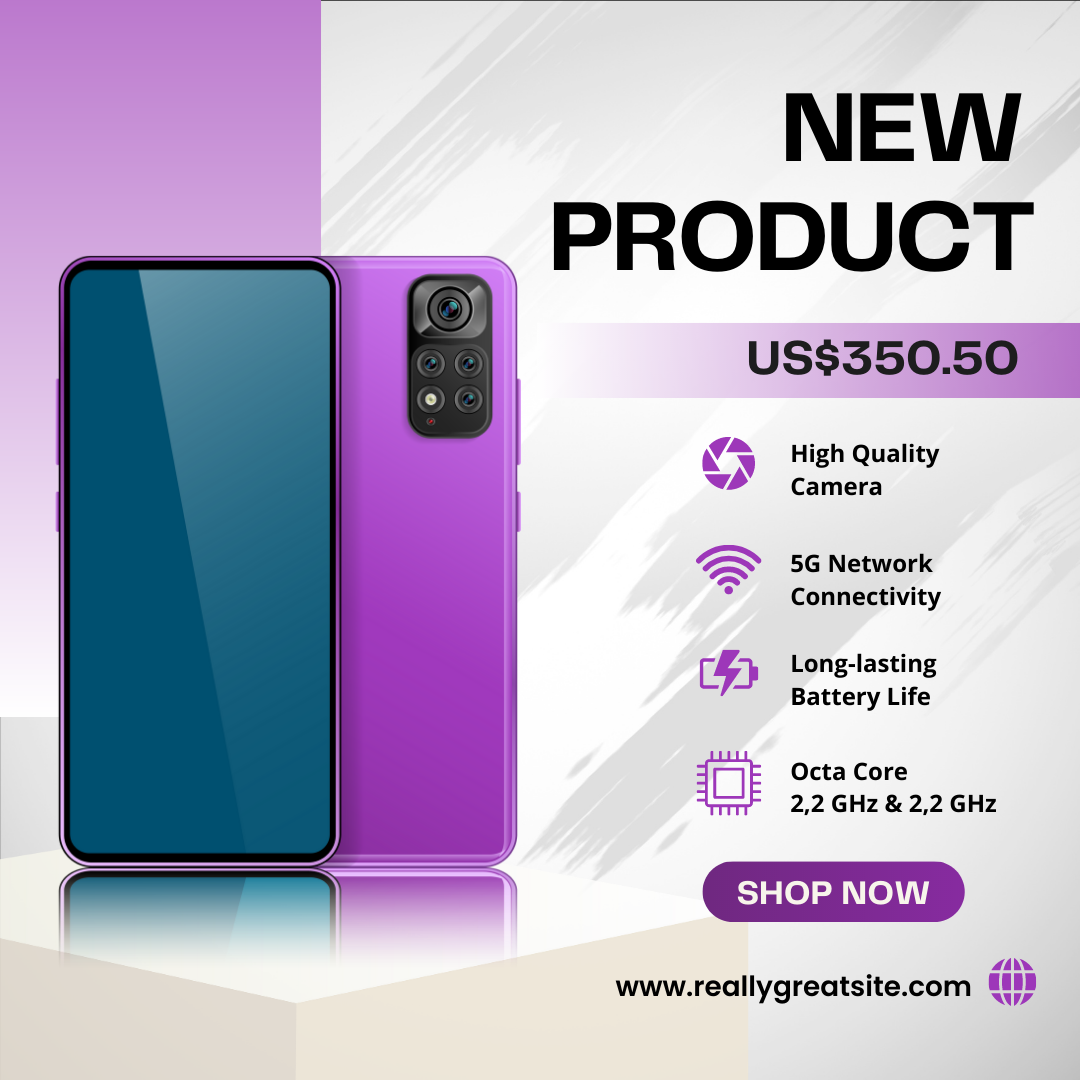 NEW
PRODUCT
US$350.50
High Quality
Camera
5G Network
Connectivity
Long-lasting
Battery Life
Octa Core
2,2 GHz & 2,2 GHz
SHOP NOW
www.reallygreatsite.com